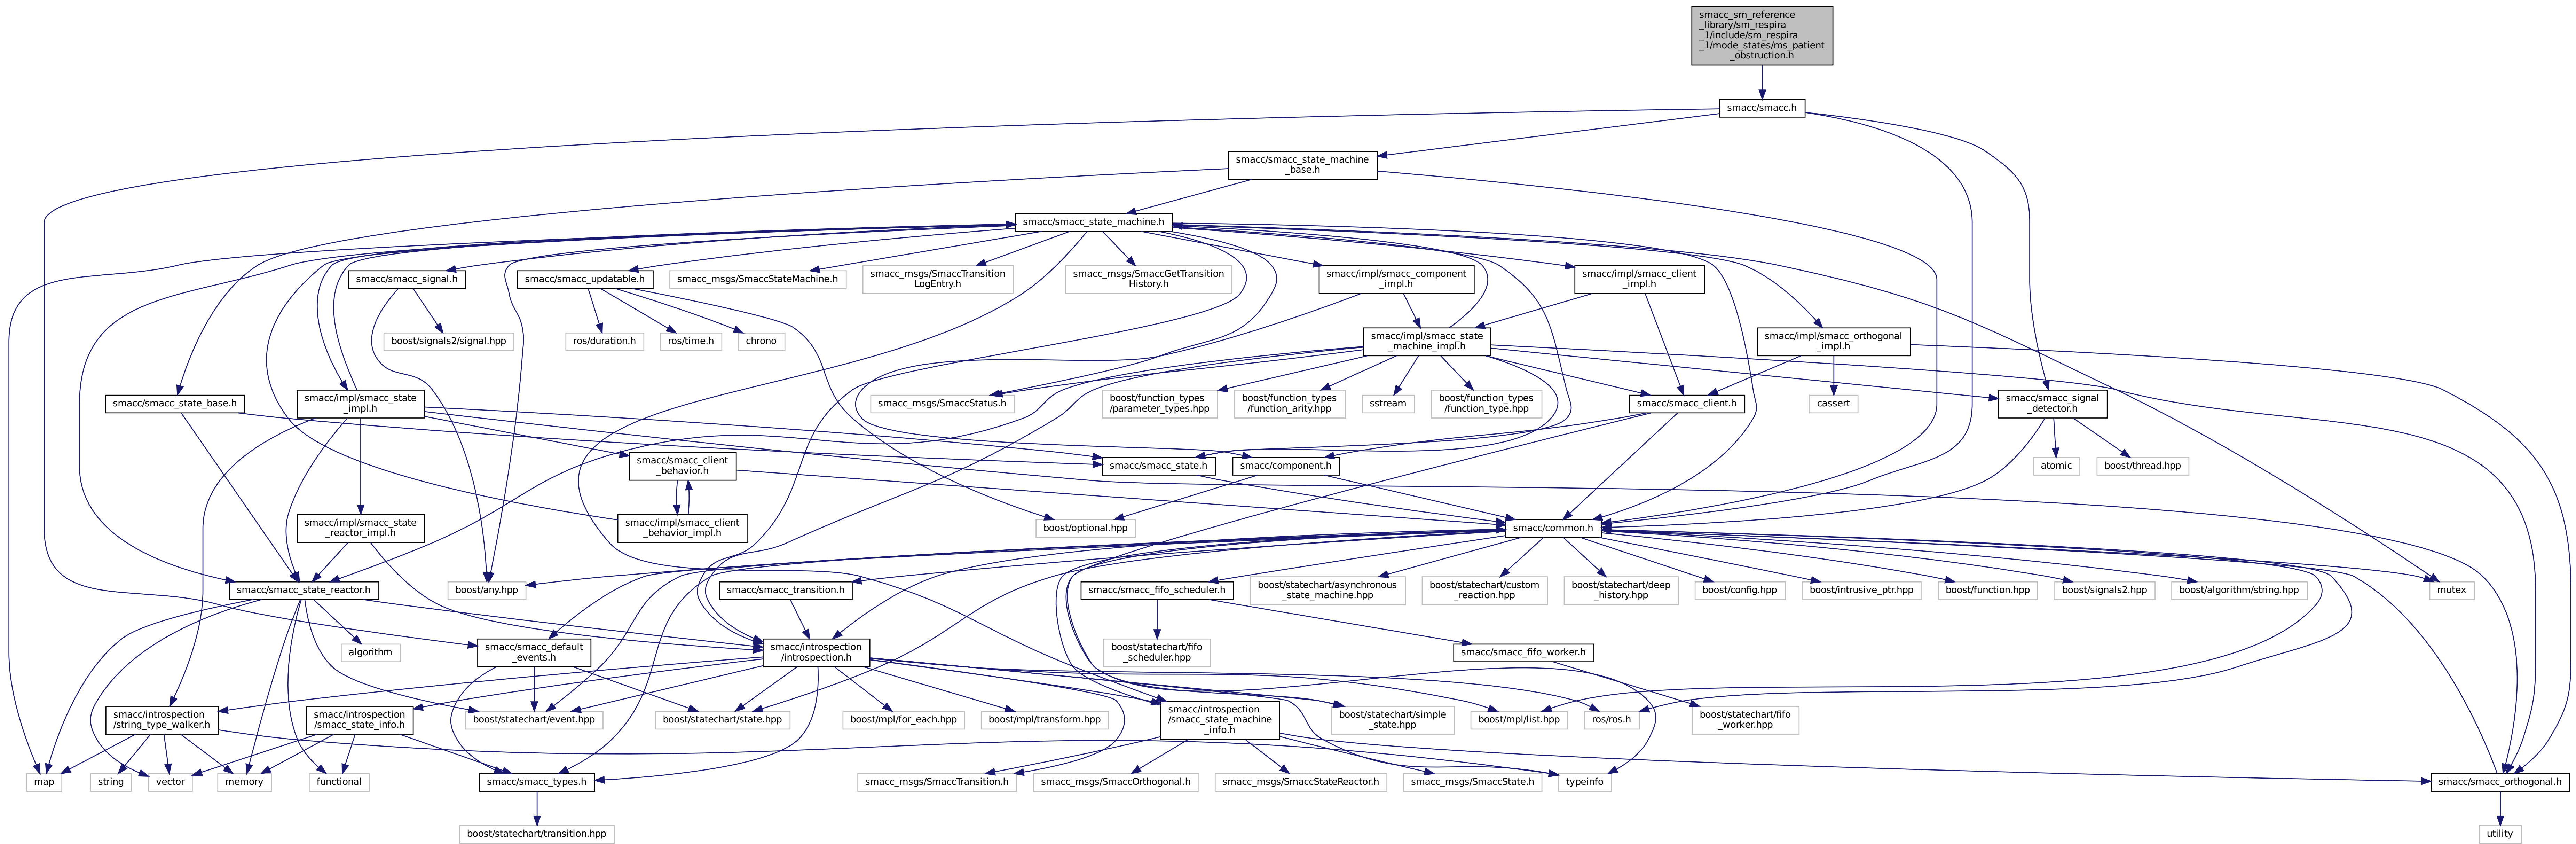 smacc_sm_reference
_library/sm_respira
_1/include/sm_respira
_1/mode_states/ms_patient
_obstruction.h
smacc/smacc.h
smacc/smacc_state_machine
_base.h
smacc/smacc_state_machine.h
smacc/smacc_signal.h
smacc/smacc_updatable.h
smacc_msgs/SmaccStateMachine.h
smacc_msgs/SmaccTransition
LogEntry.h
smacc_msgs/SmaccGetTransition
History.h
smacc/impl/smacc_component
_impl.h
smacc/impl/smacc_client
_impl.h
boost/signals2/signal.hpp
ros/duration.h
ros/time.h
chrono
smacc/impl/smacc_state
_machine_impl.h
smacc/impl/smacc_orthogonal
_impl.h
smacc/smacc_state_base.h
smacc/impl/smacc_state
_impl.h
smacc_msgs/SmaccStatus.h
boost/function_types
/parameter_types.hpp
boost/function_types
/function_arity.hpp
sstream
boost/function_types
/function_type.hpp
smacc/smacc_client.h
cassert
smacc/smacc_signal
_detector.h
smacc/smacc_client
_behavior.h
smacc/smacc_state.h
smacc/component.h
atomic
boost/thread.hpp
smacc/impl/smacc_state
_reactor_impl.h
smacc/impl/smacc_client
_behavior_impl.h
boost/optional.hpp
smacc/common.h
smacc/smacc_state_reactor.h
boost/any.hpp
smacc/smacc_transition.h
smacc/smacc_fifo_scheduler.h
boost/statechart/asynchronous
_state_machine.hpp
boost/statechart/custom
_reaction.hpp
boost/statechart/deep
_history.hpp
boost/config.hpp
boost/intrusive_ptr.hpp
boost/function.hpp
boost/signals2.hpp
boost/algorithm/string.hpp
mutex
algorithm
smacc/smacc_default
_events.h
smacc/introspection
/introspection.h
boost/statechart/fifo
_scheduler.hpp
smacc/smacc_fifo_worker.h
smacc/introspection
/string_type_walker.h
smacc/introspection
/smacc_state_info.h
boost/statechart/event.hpp
boost/statechart/state.hpp
boost/mpl/for_each.hpp
boost/mpl/transform.hpp
smacc/introspection
/smacc_state_machine
_info.h
boost/statechart/simple
_state.hpp
boost/mpl/list.hpp
ros/ros.h
boost/statechart/fifo
_worker.hpp
map
string
vector
memory
functional
smacc/smacc_types.h
smacc_msgs/SmaccTransition.h
smacc_msgs/SmaccOrthogonal.h
smacc_msgs/SmaccStateReactor.h
smacc_msgs/SmaccState.h
typeinfo
smacc/smacc_orthogonal.h
boost/statechart/transition.hpp
utility